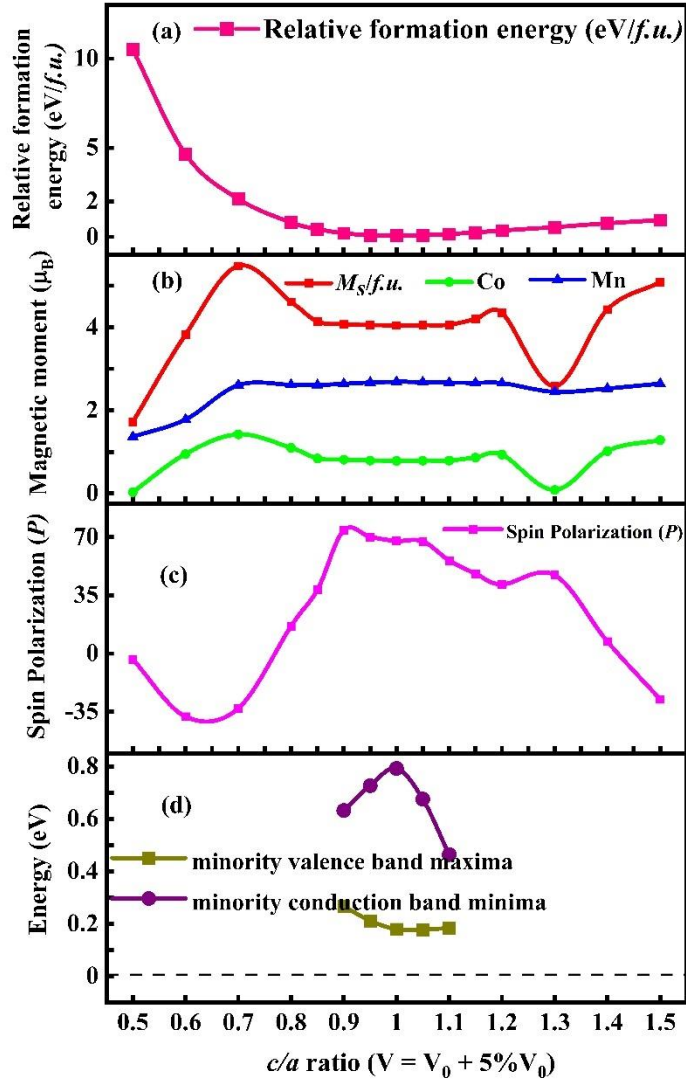 (a) Relative formation energy (eV/f.u.)
Relative formation
energy (eV/f.u.)
10
5
2
0
(b) Mₛ/f.u. Co Mn
Magnetic moment (μ_B)
4
2
0
Spin Polarization (P)
(c)
Spin Polarization (P)
70
35
0
-35
(d)
Energy (eV)
0.8
0.6
0.4
0.2
0
minority valence band maxima
minority conduction band minima
0.5 0.6 0.7 0.8 0.9 1 1.1 1.2 1.3 1.4 1.5
c/a ratio (V = V₀ + 5%V₀)